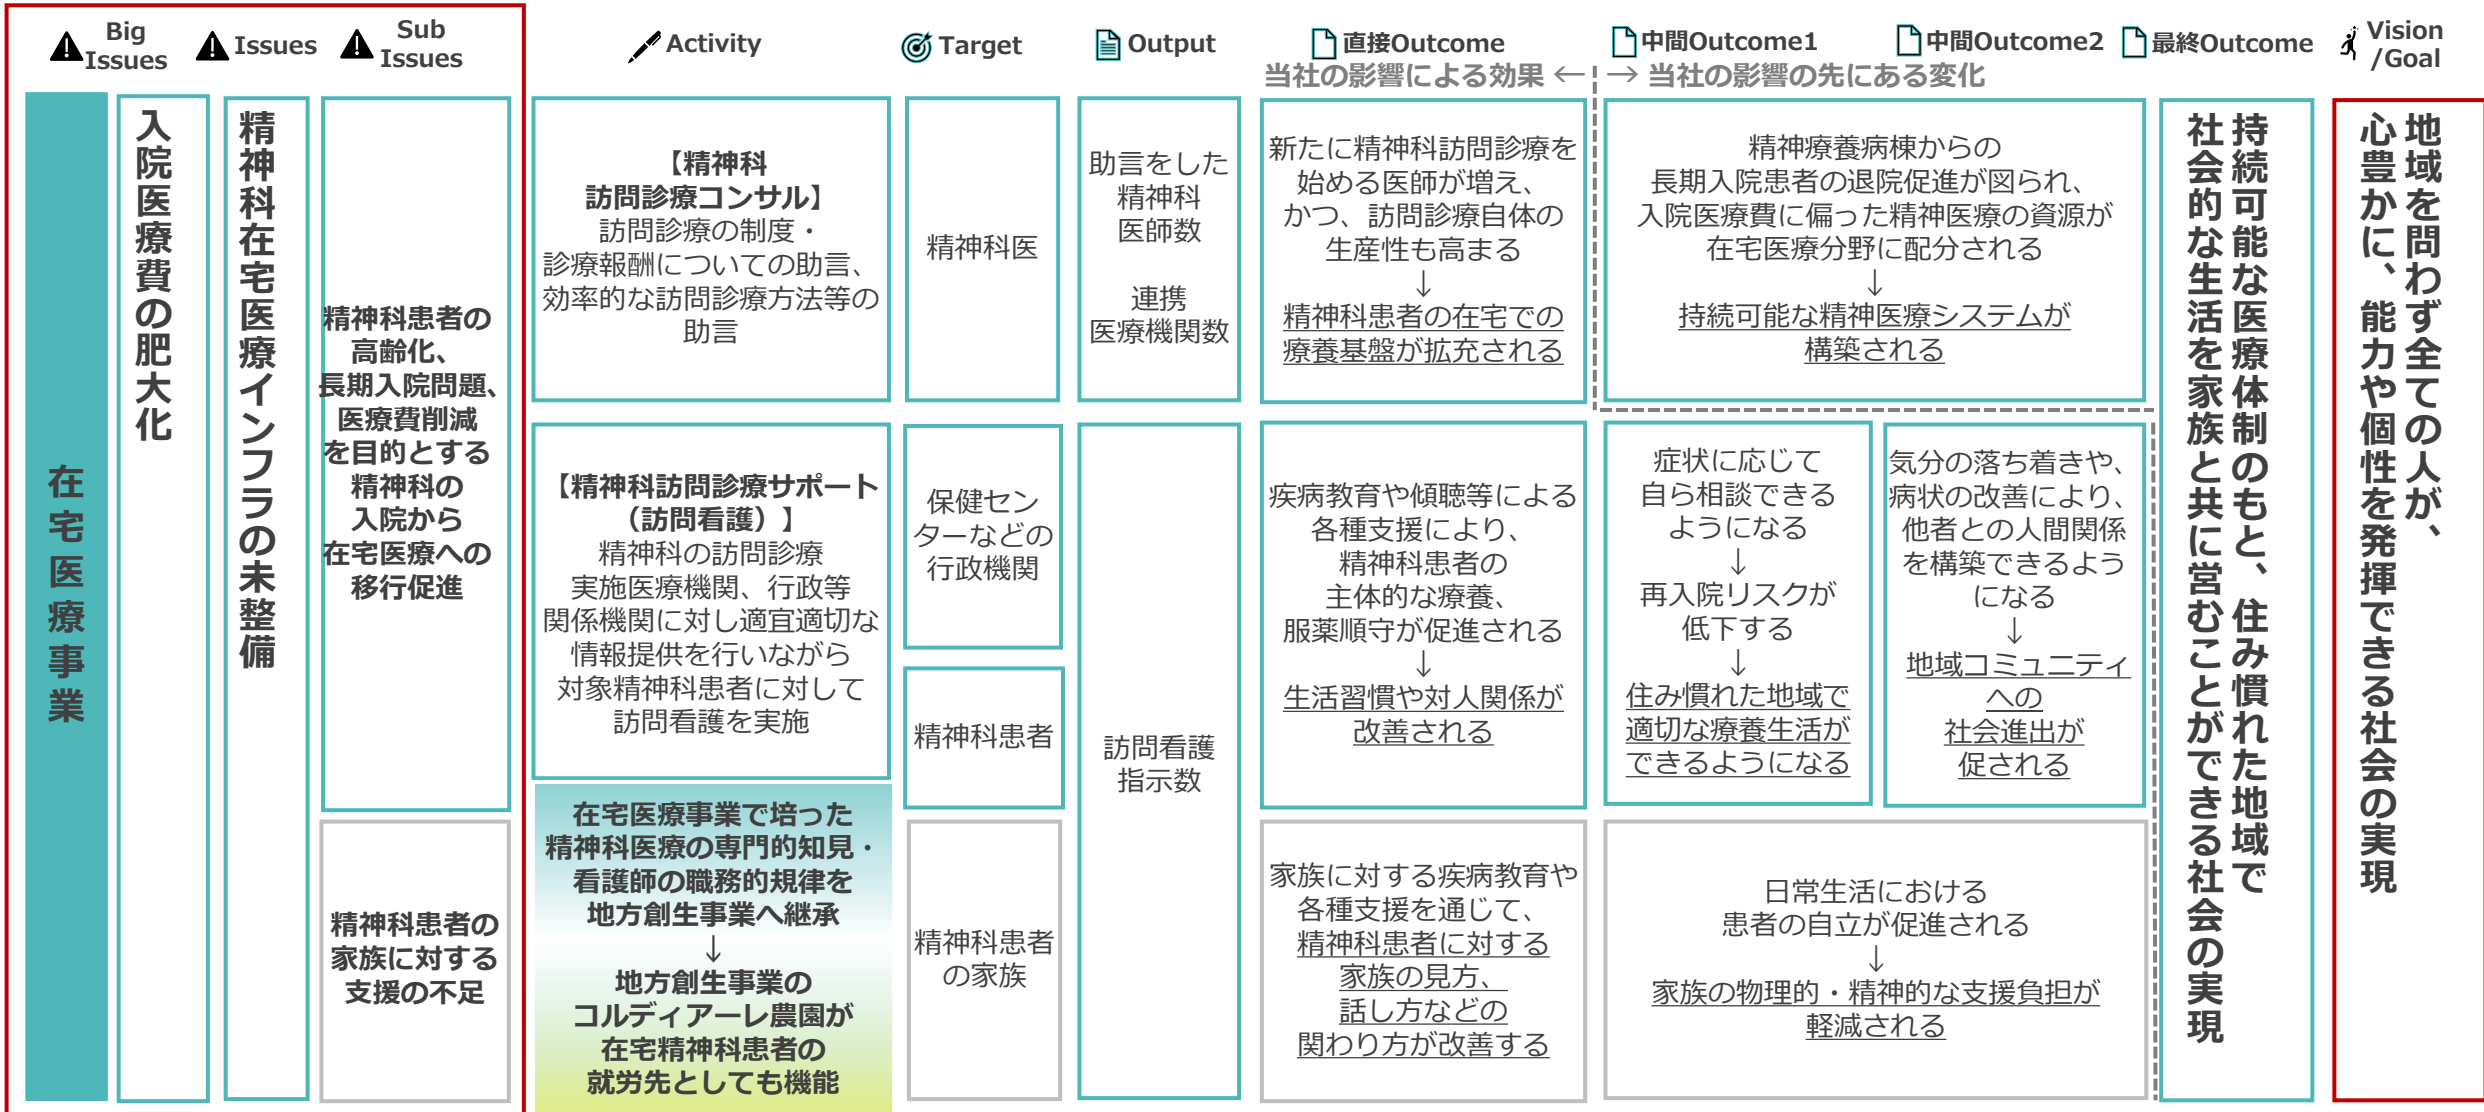 Big
Issues
Issues
Sub
Issues
Activity
Target
Output
直接Outcome
中間Outcome1
中間Outcome2
最終Outcome
Vision
/Goal
当社の影響による効果 ←
→ 当社の影響の先にある変化
在宅医療事業
入院医療費の肥大化
精神科在宅医療インフラの未整備
精神科患者の
高齢化、
長期入院問題、
医療費削減
を目的とする
精神科の
入院から
在宅医療への
移行促進
精神科患者の
家族に対する
支援の不足
【精神科
訪問診療コンサル】
訪問診療の制度・
診療報酬についての助言、
効率的な訪問診療方法等の
助言
【精神科訪問診療サポート
（訪問看護）】
精神科の訪問診療
実施医療機関、行政等
関係機関に対し適宜適切な
情報提供を行いながら
対象精神科患者に対して
訪問看護を実施
在宅医療事業で培った
精神科医療の専門的知見・
看護師の職務的規律を
地方創生事業へ継承
↓
地方創生事業の
コルディアーレ農園が
在宅精神科患者の
就労先としても機能
精神科医
保健セン
ターなどの
行政機関
精神科患者
精神科患者
の家族
助言をした
精神科
医師数
連携
医療機関数
訪問看護
指示数
新たに精神科訪問診療を
始める医師が増え、
かつ、訪問診療自体の
生産性も高まる
↓
精神科患者の在宅での
療養基盤が拡充される
疾病教育や傾聴等による
各種支援により、
精神科患者の
主体的な療養、
服薬順守が促進される
↓
生活習慣や対人関係が
改善される
家族に対する疾病教育や
各種支援を通じて、
精神科患者に対する
家族の見方、
話し方などの
関わり方が改善する
精神療養病棟からの
長期入院患者の退院促進が図られ、
入院医療費に偏った精神医療の資源が
在宅医療分野に配分される
↓
持続可能な精神医療システムが
構築される
症状に応じて
自ら相談できる
ようになる
↓
再入院リスクが
低下する
↓
住み慣れた地域で
適切な療養生活が
できるようになる
気分の落ち着きや、
病状の改善により、
他者との人間関係
を構築できるよう
になる
↓
地域コミュニティ
への
社会進出が
促される
日常生活における
患者の自立が促進される
↓
家族の物理的・精神的な支援負担が
軽減される
持続可能な医療体制のもと、住み慣れた地域で
社会的な生活を家族と共に営むことができる社会の実現
地域を問わず全ての人が、
心豊かに、能力や個性を発揮できる社会の実現